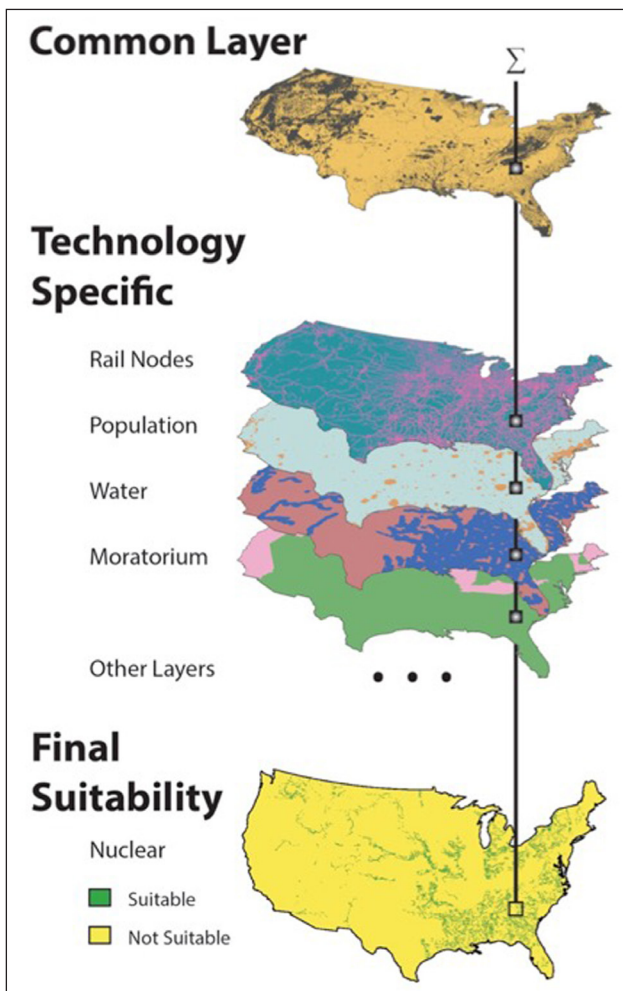 Common Layer
Σ
Technology
Specific
Rail Nodes
Population
Water
Moratorium
Other Layers
Final
Suitability
Nuclear
Suitable
Not Suitable